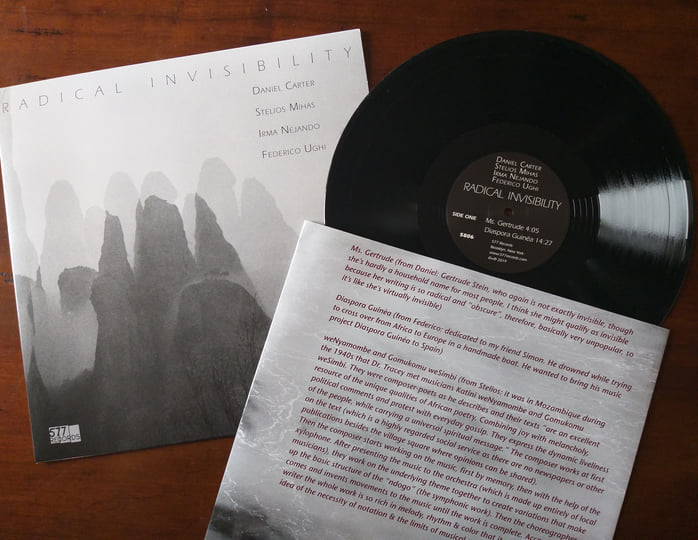 RADICAL INVISIBILITY
DANIEL CARTER
STELIOS MIHAS
IRMA NEJANDO
FEDERICO UGHI
577
RECORDS
DANIEL CARTER
STELIOS MIHAS
IRMA NEJANDO
FEDERICO UGHI
RADICAL INVISIBILITY
SIDE ONE
Ms. Gertrude 4:05
Diaspora Guinéa 14:27
5806
577 Records
Brooklyn, New York
www.577records.com
2019
Ms. Gertrude (from Daniel: Gertrude Stein, who again is not exactly invisible, though
she's hardly a household name for most people. I think she might qualify as invisible
because her writing is so radical and "obscure", therefore, basically very unpopular, so
it's like she's virtually invisible)
Diaspora Guinéa (from Federico: dedicated to my friend Simon. He drowned while trying
to cross over from Africa to Europe in a handmade boat. He wanted to bring his music
project Diaspora Guinéa to Spain)
weNyamombe and Gomukomu weSimbi (from Stelios: it was in Mozambique during
the 1940s that Dr. Tracey met musicians Katini weNyamombe and Gomukomu
weSimbi. They were composer-poets as he describes and their texts "are an excellent
resource of the unique qualities of African poetry. Combining joy with melancholy,
political comments and protest with everyday gossip. They express the dynamic liveliness
of the people, while carrying a universal spiritual message." The composer works at first
on the text (which is a highly regarded social service as there are no newspapers or other
publications besides the village square where opinions can be shared).
Then the composer starts working on the music, first by memory, then with the help of the
xylophone. After presenting the music to the orchestra (which is made up entirely of local
musicians), they work on the underlying theme together to create variations that make
up the basic structure of the "ndogo" (the symphonic work). Then the choreographer
comes and invents movements to the music until the work is complete.
writer the whole work is so rich in melody, rhythm & color that
idea of the necessity of notation & the limits of